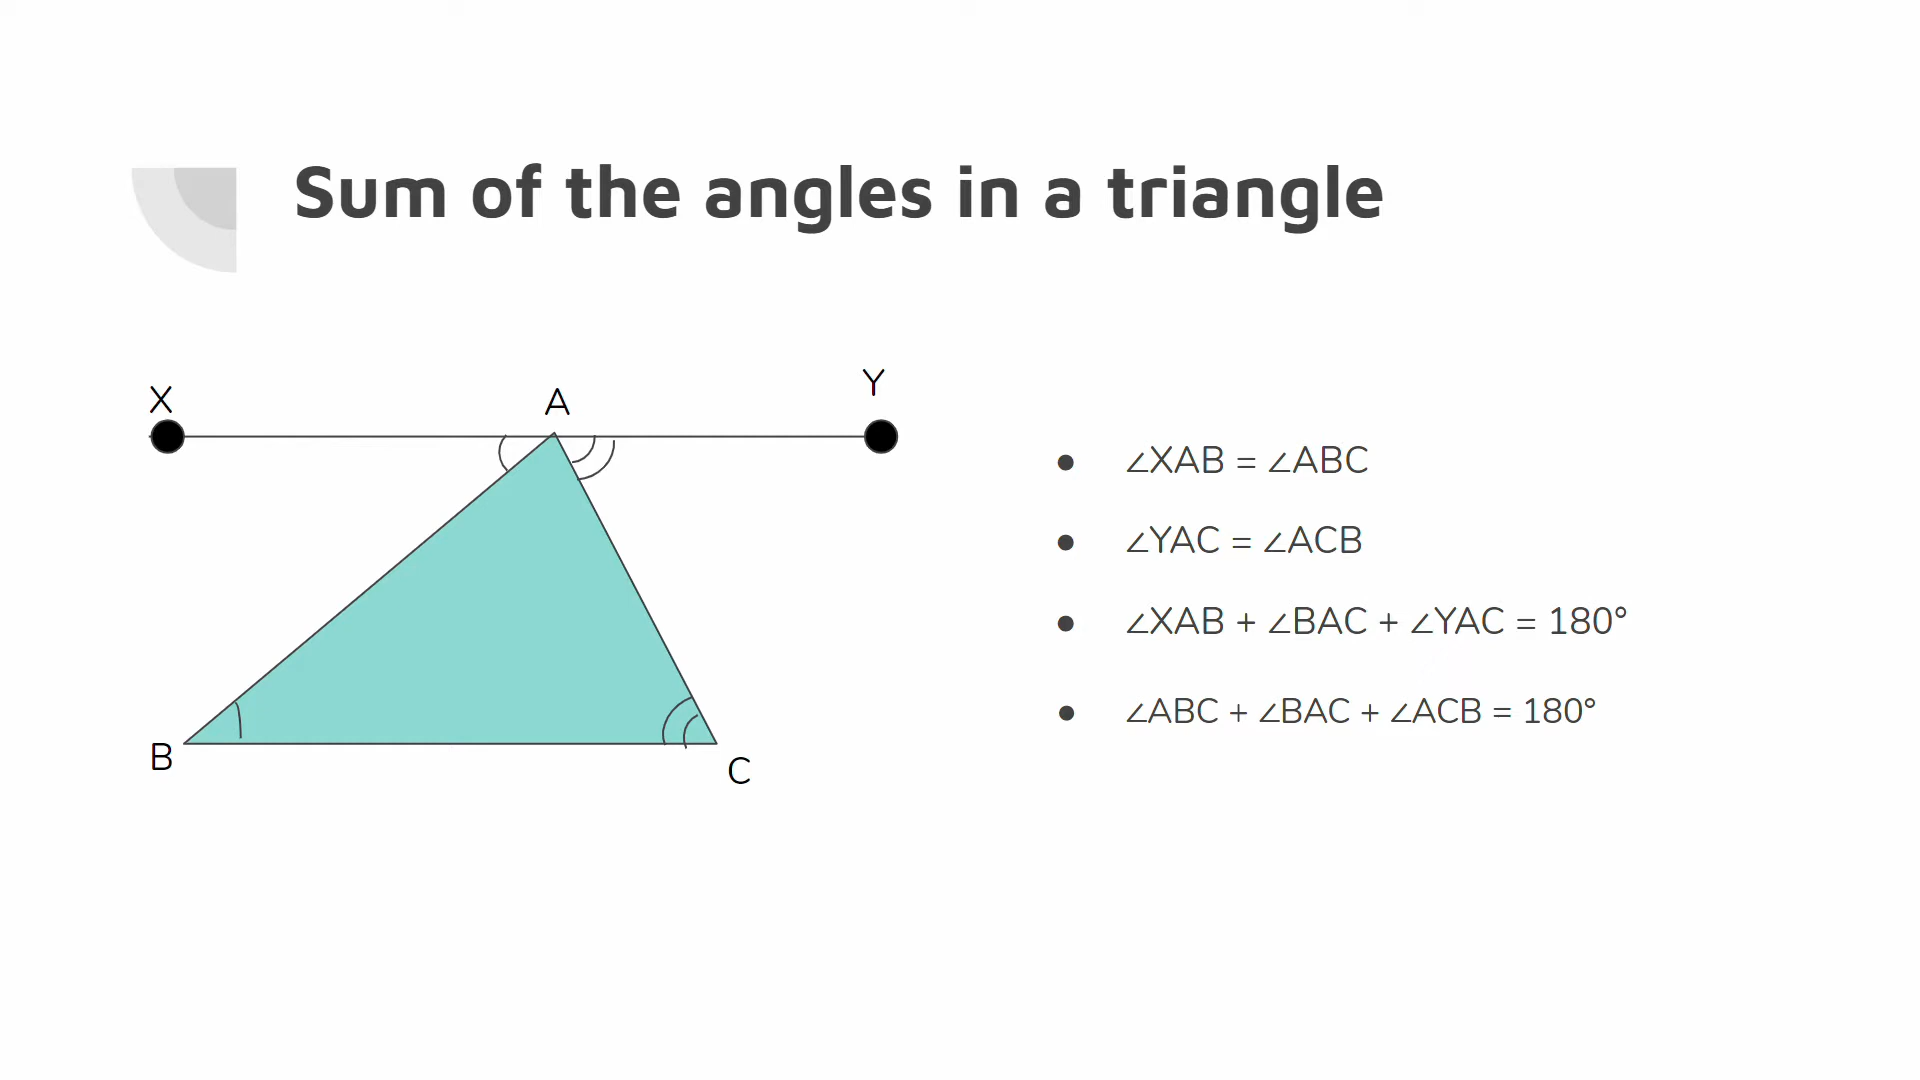 Sum of the angles in a triangle
X
A
Y
B
C
● ∠XAB = ∠ABC
● ∠YAC = ∠ACB
● ∠XAB + ∠BAC + ∠YAC = 180°
● ∠ABC + ∠BAC + ∠ACB = 180°